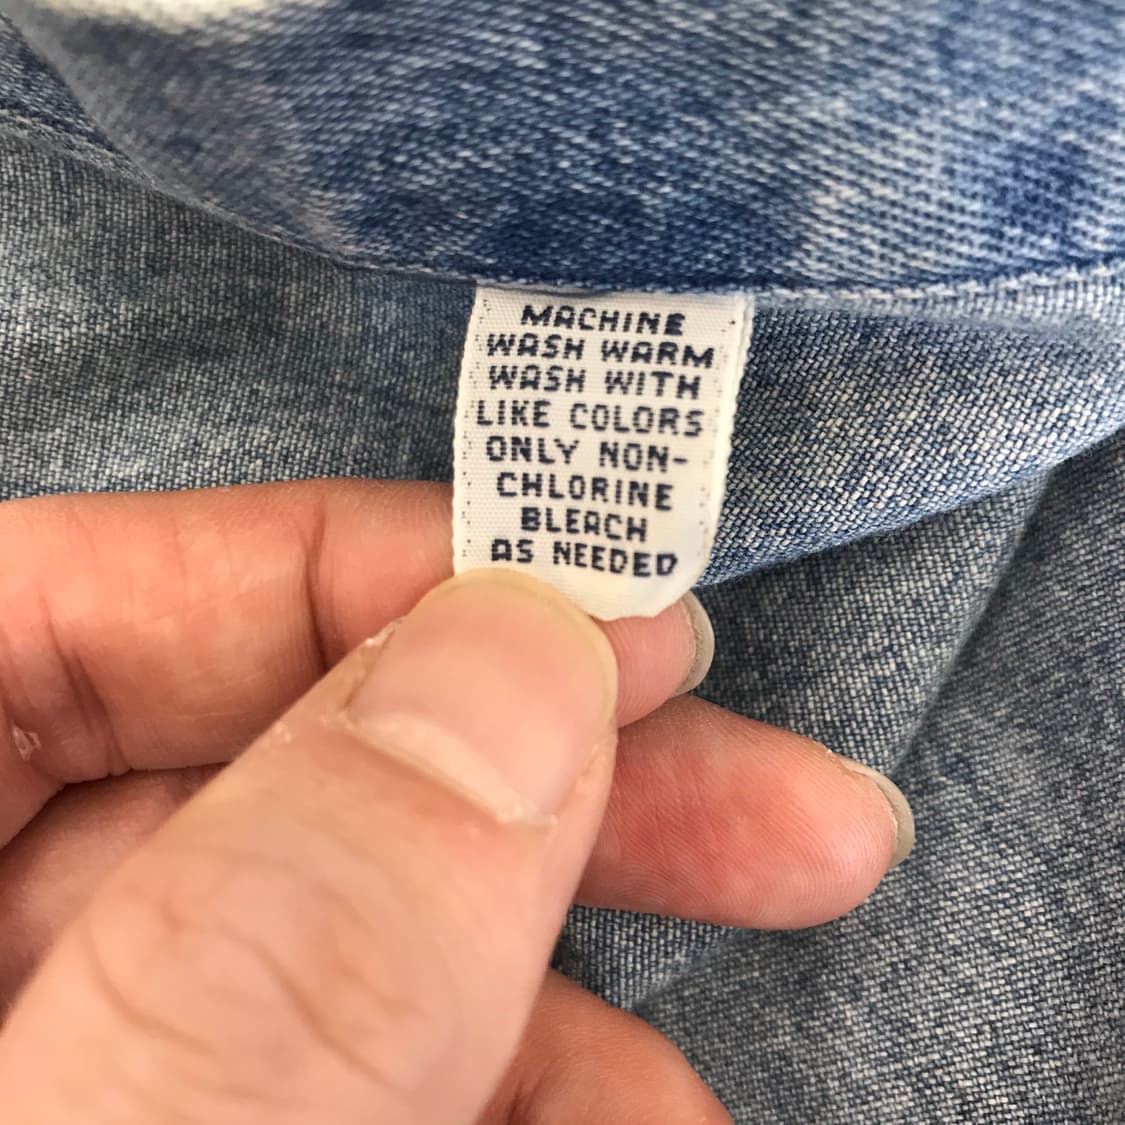 MACHINE
WASH WARM
WASH WITH
LIKE COLORS
ONLY NON-
CHLORINE
BLEACH
AS NEEDED